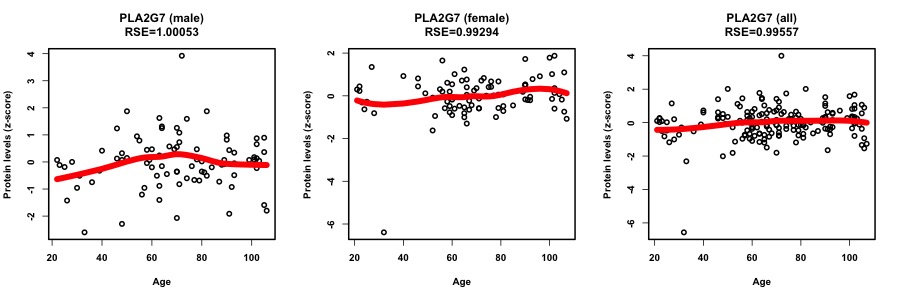 PLA2G7 (male)
RSE=1.00053
Protein levels (z-score)
4
3
2
1
0
-1
-2
20 40 60 80 100
Age
PLA2G7 (female)
RSE=0.99294
Protein levels (z-score)
2
0
-2
-4
-6
20 40 60 80 100
Age
PLA2G7 (all)
RSE=0.99557
Protein levels (z-score)
4
2
0
-2
-4
-6
20 40 60 80 100
Age